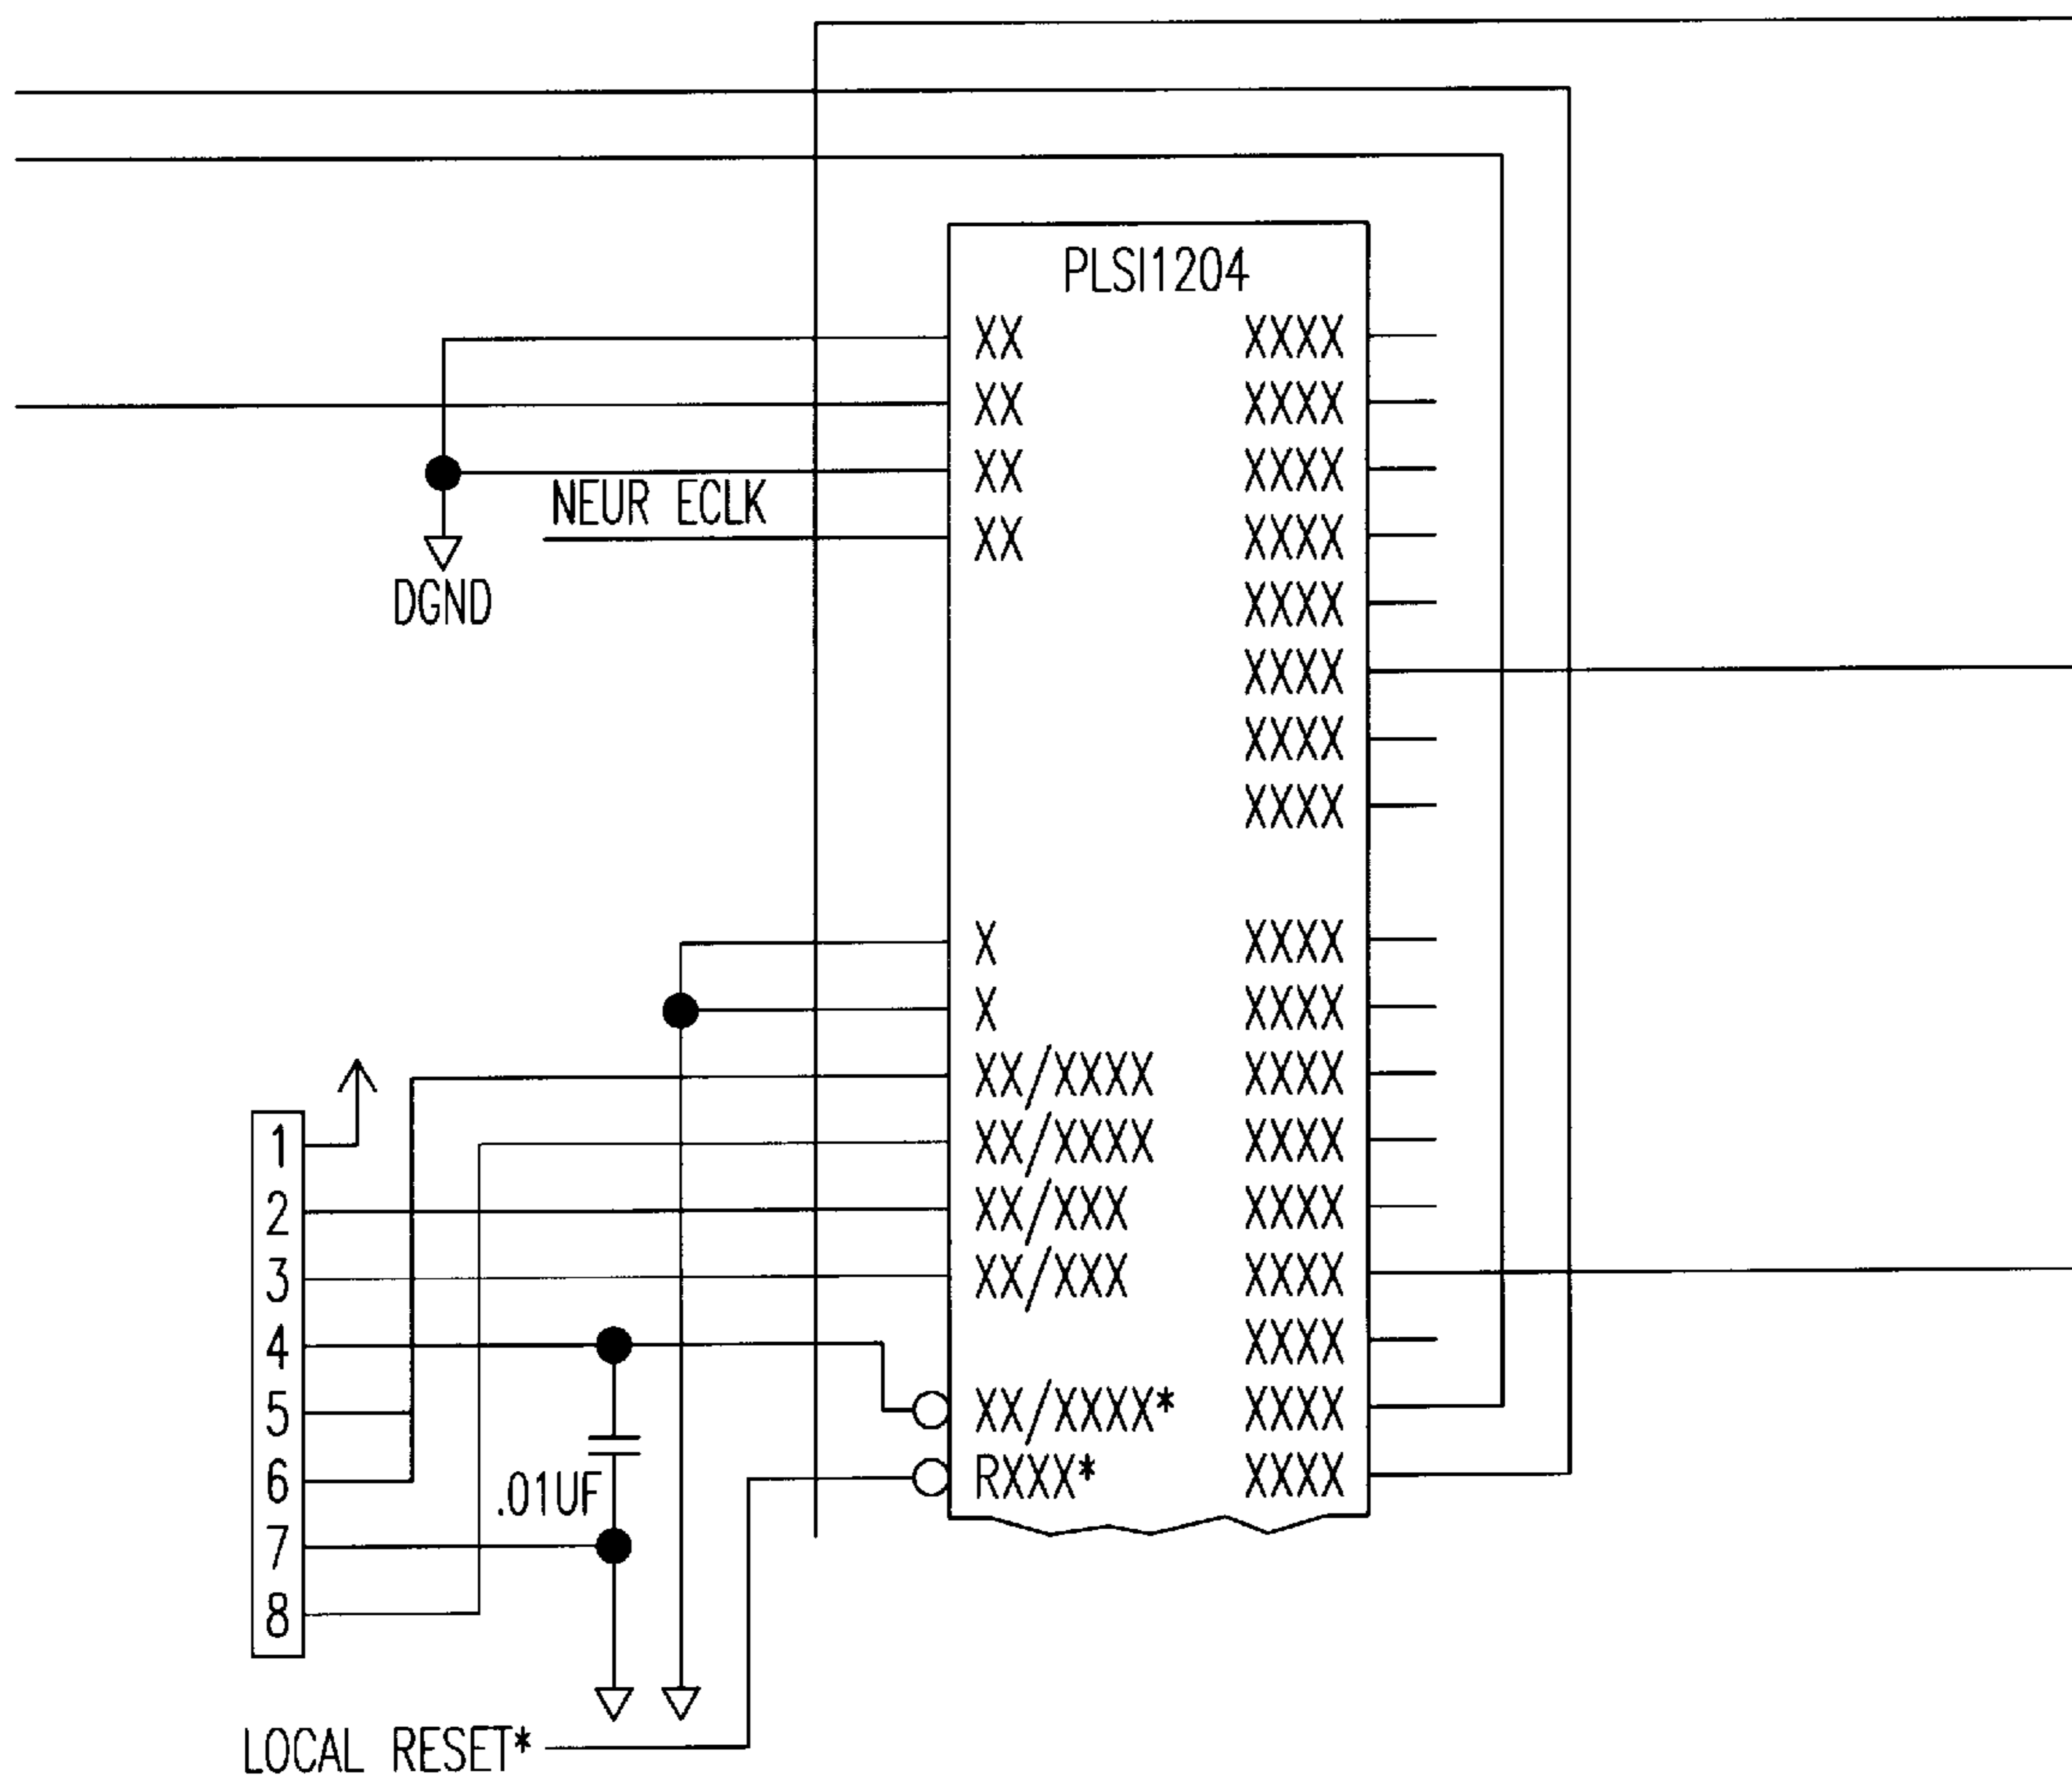 PLSI1204
XX XXXX
XX XXXX
XX XXXX
NEUR ECLK
XX XXXX
DGND
XXXX
XXXX
XXXX
XXXX
X XXXX
X XXXX
XX/XXXX XXXX
1
XX/XXXX XXXX
2
XX/XXX XXXX
3
XX/XXX XXXX
4
XXXX
5
XX/XXXX* XXXX
6
RXXX* XXXX
.01UF
7
8
LOCAL RESET*